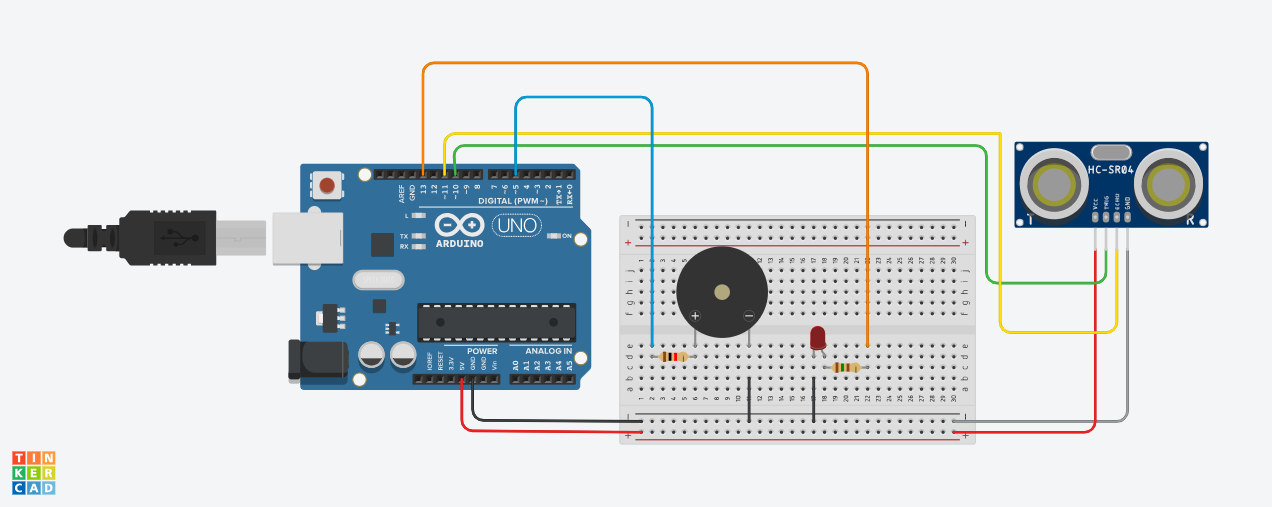 HC-SR04
VCC
TRIG
ECHO
GND
T
R
AREF
GND
13
12
~11
~10
~9
8
7
~6
~5
4
~3
2
TX→1
RX←0
DIGITAL (PWM~)
L
TX
RX
ARDUINO
UNO
ON
POWER
ANALOG IN
IOREF
RESET
3.3V
5V
GND
GND
Vin
A0
A1
A2
A3
A4
A5
TIN
KER
CAD